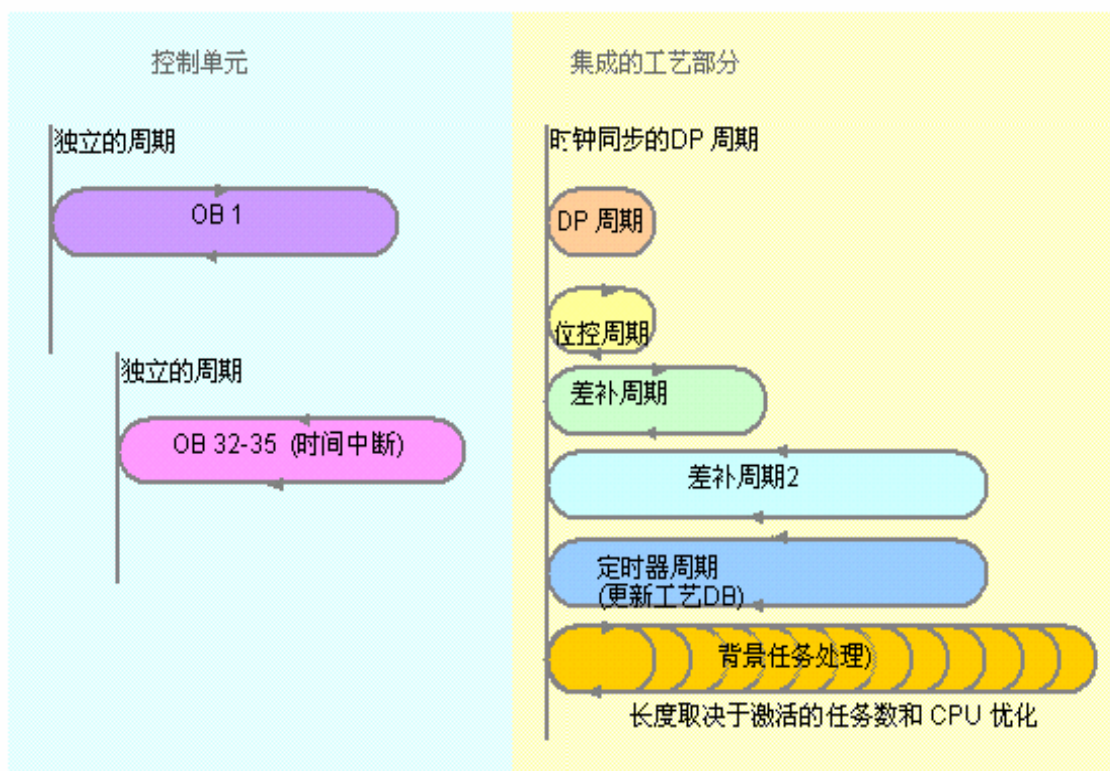 控制单元
独立的周期
OB 1
独立的周期
OB 32-35 (时间中断)
集成的工艺部分
时钟同步的DP 周期
DP 周期
位控周期
差补周期
差补周期2
定时器周期
(更新工艺DB)
背景任务处理)
长度取决于激活的任务数和 CPU 优化